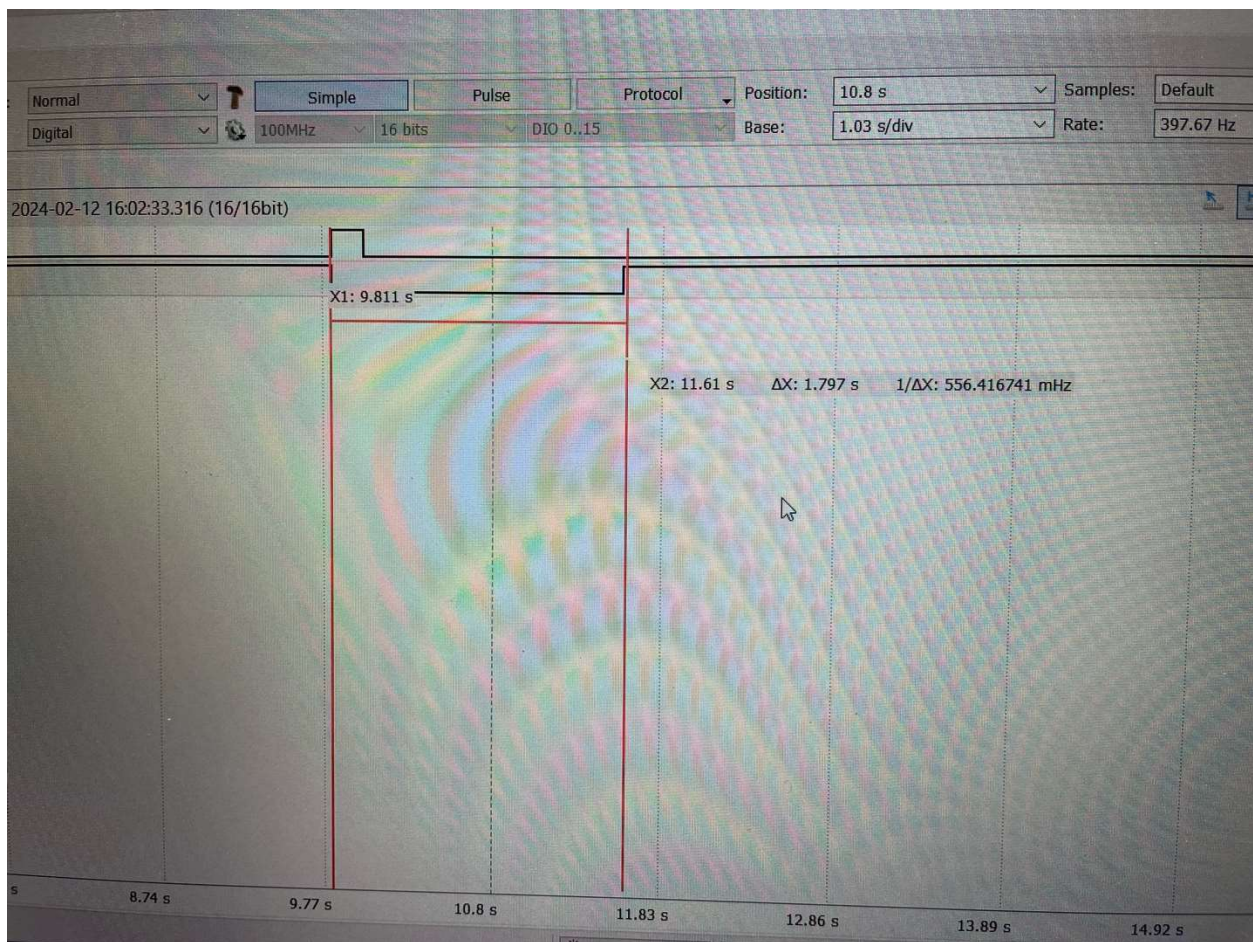 Normal Simple Pulse Protocol Position: 10.8 s Samples: Default
Digital 100MHz 16 bits DIO 0..15 Base: 1.03 s/div Rate: 397.67 Hz
2024-02-12 16:02:33.316 (16/16bit)
X1: 9.811 s
X2: 11.61 s ΔX: 1.797 s 1/ΔX: 556.416741 mHz
s 8.74 s 9.77 s 10.8 s 11.83 s 12.86 s 13.89 s 14.92 s